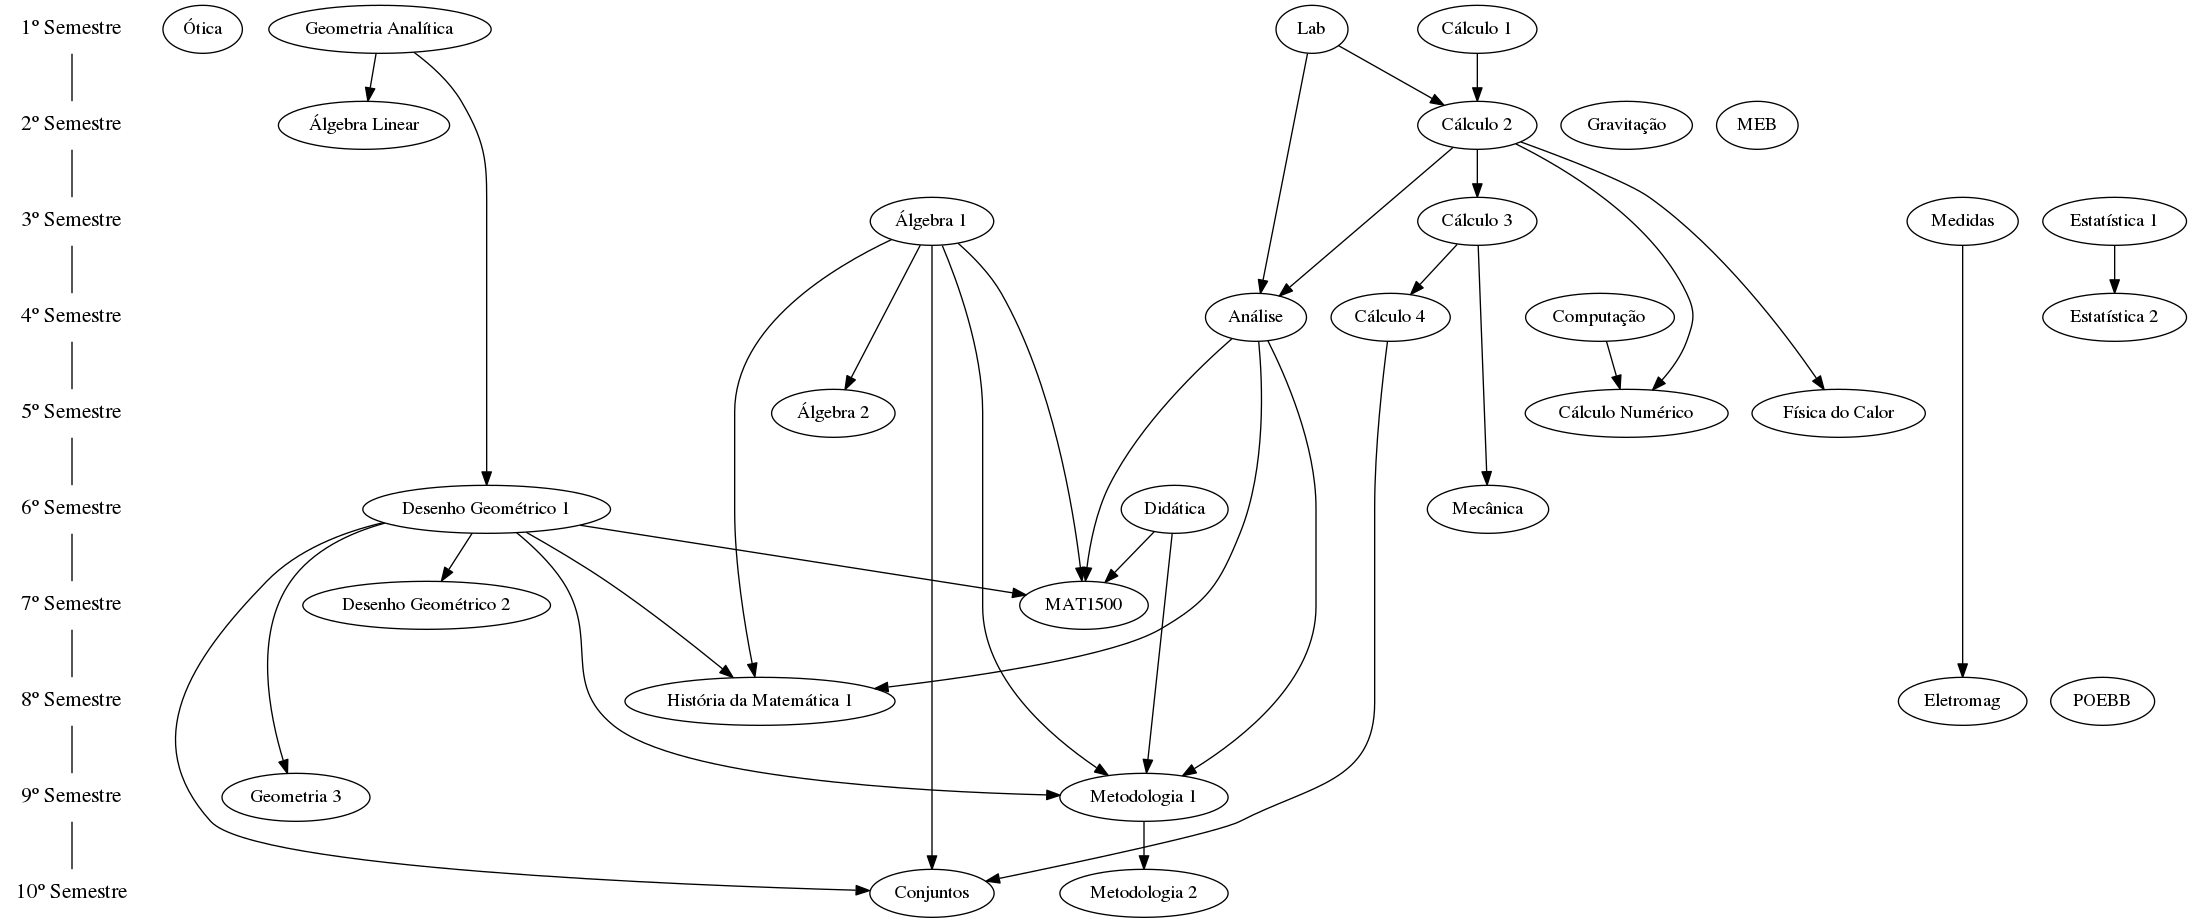 1º Semestre
Ótica
Geometria Analítica
Lab
Cálculo 1
2º Semestre
Álgebra Linear
Cálculo 2
Gravitação
MEB
3º Semestre
Álgebra 1
Cálculo 3
Medidas
Estatística 1
4º Semestre
Análise
Cálculo 4
Computação
Estatística 2
5º Semestre
Álgebra 2
Cálculo Numérico
Física do Calor
6º Semestre
Desenho Geométrico 1
Didática
Mecânica
7º Semestre
Desenho Geométrico 2
MAT1500
8º Semestre
História da Matemática 1
Eletromag
POEBB
9º Semestre
Geometria 3
Metodologia 1
10º Semestre
Conjuntos
Metodologia 2